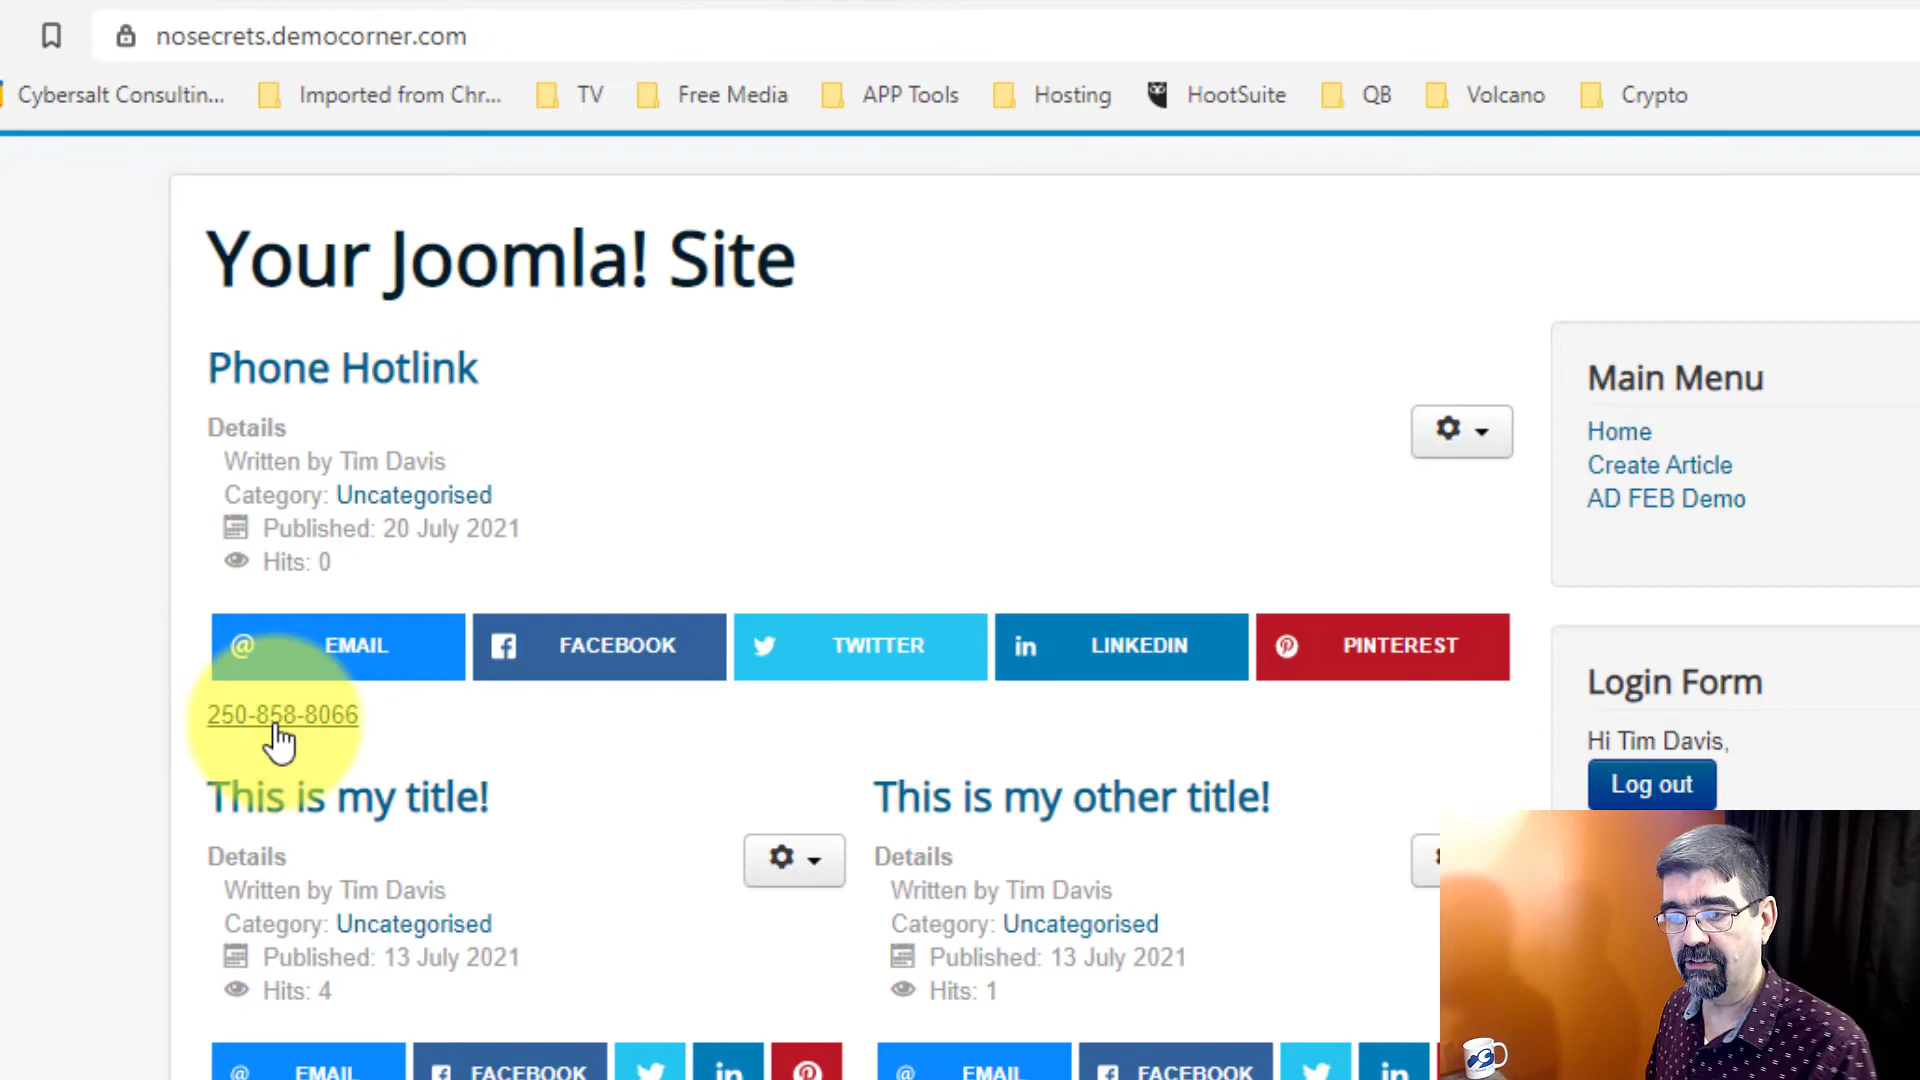 nosecrets.democorner.com
Cybersalt Consultin... Imported from Chr... TV Free Media APP Tools Hosting HootSuite QB Volcano Crypto
Your Joomla! Site
Phone Hotlink
Details
Written by Tim Davis
Category: Uncategorised
Published: 20 July 2021
Hits: 0
@ EMAIL FACEBOOK TWITTER LINKEDIN PINTEREST
250-858-8066
This is my title!
Details
Written by Tim Davis
Category: Uncategorised
Published: 13 July 2021
Hits: 4
@ EMAIL FACEBOOK
This is my other title!
Details
Written by Tim Davis
Category: Uncategorised
Published: 13 July 2021
Hits: 1
@ EMAIL FACEBOOK
Main Menu
Home
Create Article
AD FEB Demo
Login Form
Hi Tim Davis,
Log out